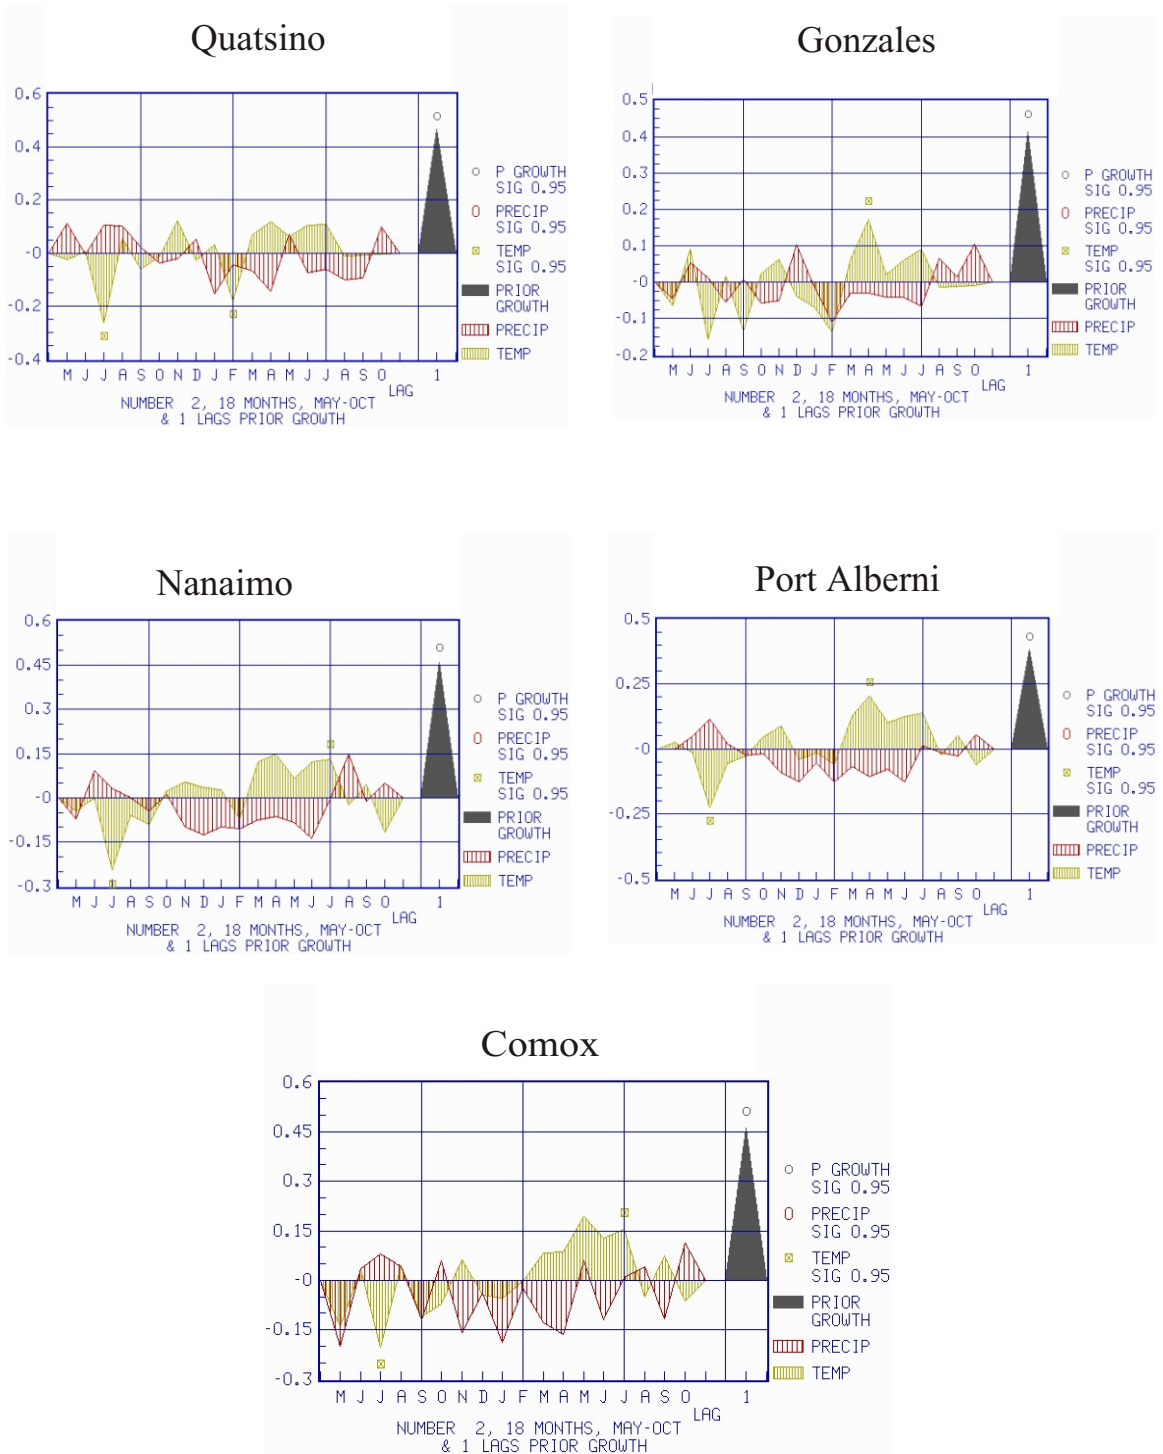 Quatsino
0.6
0.4
0.2
-0
-0.2
-0.4
M J J A S O N D J F M A M J J A S O
1
LAG
NUMBER 2, 18 MONTHS, MAY-OCT
& 1 LAGS PRIOR GROWTH
P GROWTH
SIG 0.95
PRECIP
SIG 0.95
TEMP
SIG 0.95
PRIOR
GROWTH
PRECIP
TEMP
Gonzales
0.5
0.4
0.3
0.2
0.1
-0
-0.1
-0.2
M J J A S O N D J F M A M J J A S O
1
LAG
NUMBER 2, 18 MONTHS, MAY-OCT
& 1 LAGS PRIOR GROWTH
P GROWTH
SIG 0.95
PRECIP
SIG 0.95
TEMP
SIG 0.95
PRIOR
GROWTH
PRECIP
TEMP
Nanaimo
0.6
0.45
0.3
0.15
-0
-0.15
-0.3
M J J A S O N D J F M A M J J A S O
1
LAG
NUMBER 2, 18 MONTHS, MAY-OCT
& 1 LAGS PRIOR GROWTH
P GROWTH
SIG 0.95
PRECIP
SIG 0.95
TEMP
SIG 0.95
PRIOR
GROWTH
PRECIP
TEMP
Port Alberni
0.5
0.25
-0
-0.25
-0.5
M J J A S O N D J F M A M J J A S O
1
LAG
NUMBER 2, 18 MONTHS, MAY-OCT
& 1 LAGS PRIOR GROWTH
P GROWTH
SIG 0.95
PRECIP
SIG 0.95
TEMP
SIG 0.95
PRIOR
GROWTH
PRECIP
TEMP
Comox
0.6
0.45
0.3
0.15
-0
-0.15
-0.3
M J J A S O N D J F M A M J J A S O
1
LAG
NUMBER 2, 18 MONTHS, MAY-OCT
& 1 LAGS PRIOR GROWTH
P GROWTH
SIG 0.95
PRECIP
SIG 0.95
TEMP
SIG 0.95
PRIOR
GROWTH
PRECIP
TEMP